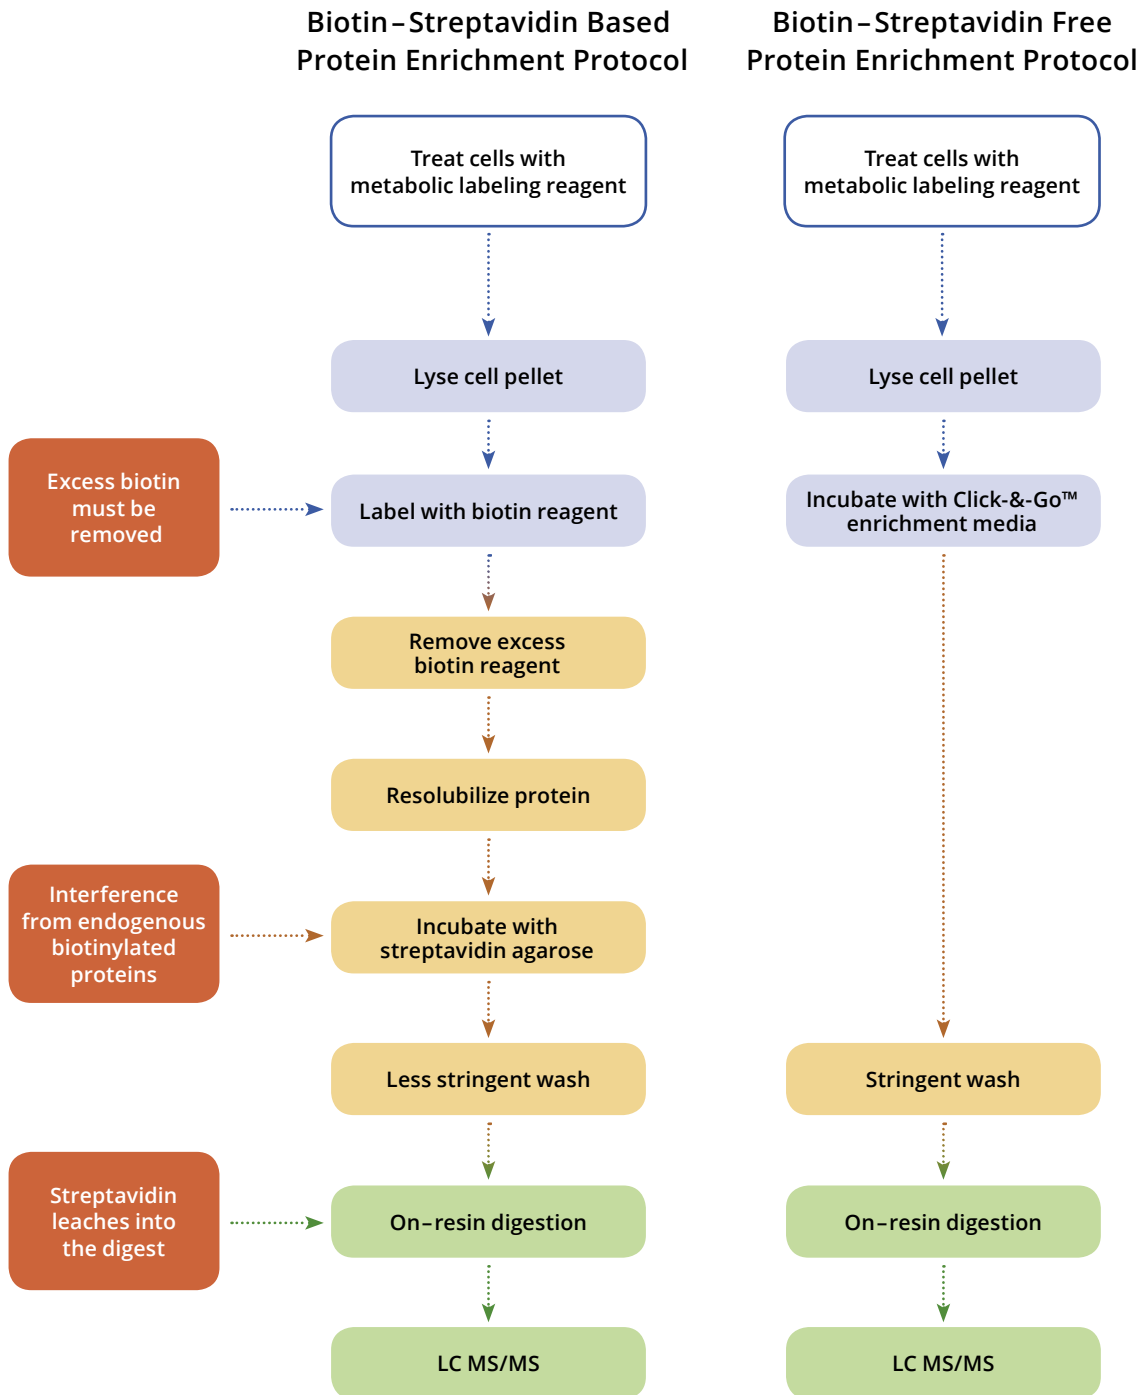 Biotin–Streptavidin Based
Protein Enrichment Protocol
Biotin–Streptavidin Free
Protein Enrichment Protocol
Treat cells with
metabolic labeling reagent
Treat cells with
metabolic labeling reagent
Lyse cell pellet
Lyse cell pellet
Excess biotin
must be
removed
Label with biotin reagent
Incubate with Click-&-Go™
enrichment media
Remove excess
biotin reagent
Resolubilize protein
Interference
from endogenous
biotinylated
proteins
Incubate with
streptavidin agarose
Less stringent wash
Stringent wash
Streptavidin
leaches into
the digest
On–resin digestion
On–resin digestion
LC MS/MS
LC MS/MS